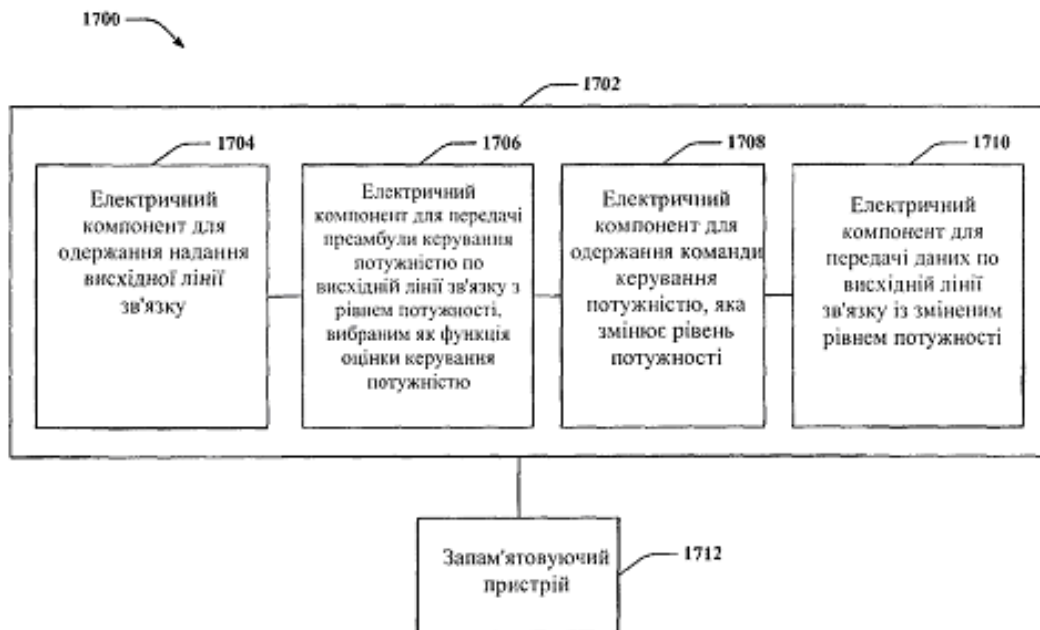 1700
1702
1704
Електричний
компонент для
одержання надання
висхідної лінії
зв'язку
1706
Електричний
компонент для передачі
преамбули керування
потужністю по
висхідній лінії зв'язку з
рівнем потужності,
вибраним як функція
оцінки керування
потужністю
1708
Електричний
компонент для
одержання команди
керування
потужністю, яка
змінює рівень
потужності
1710
Електричний
компонент для
передачі даних по
висхідній лінії
зв'язку із зміненим
рівнем потужності
Запам'ятовуючий
пристрій
1712